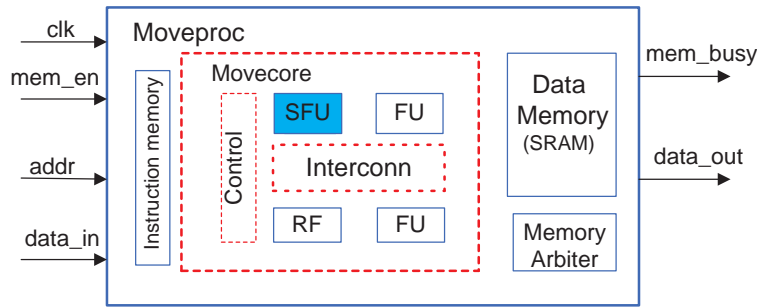 clk
mem_en
addr
data_in
Moveproc
Instruction memory
Movecore
Control
SFU
FU
Interconn
RF
FU
Data
Memory
(SRAM)
Memory
Arbiter
mem_busy
data_out